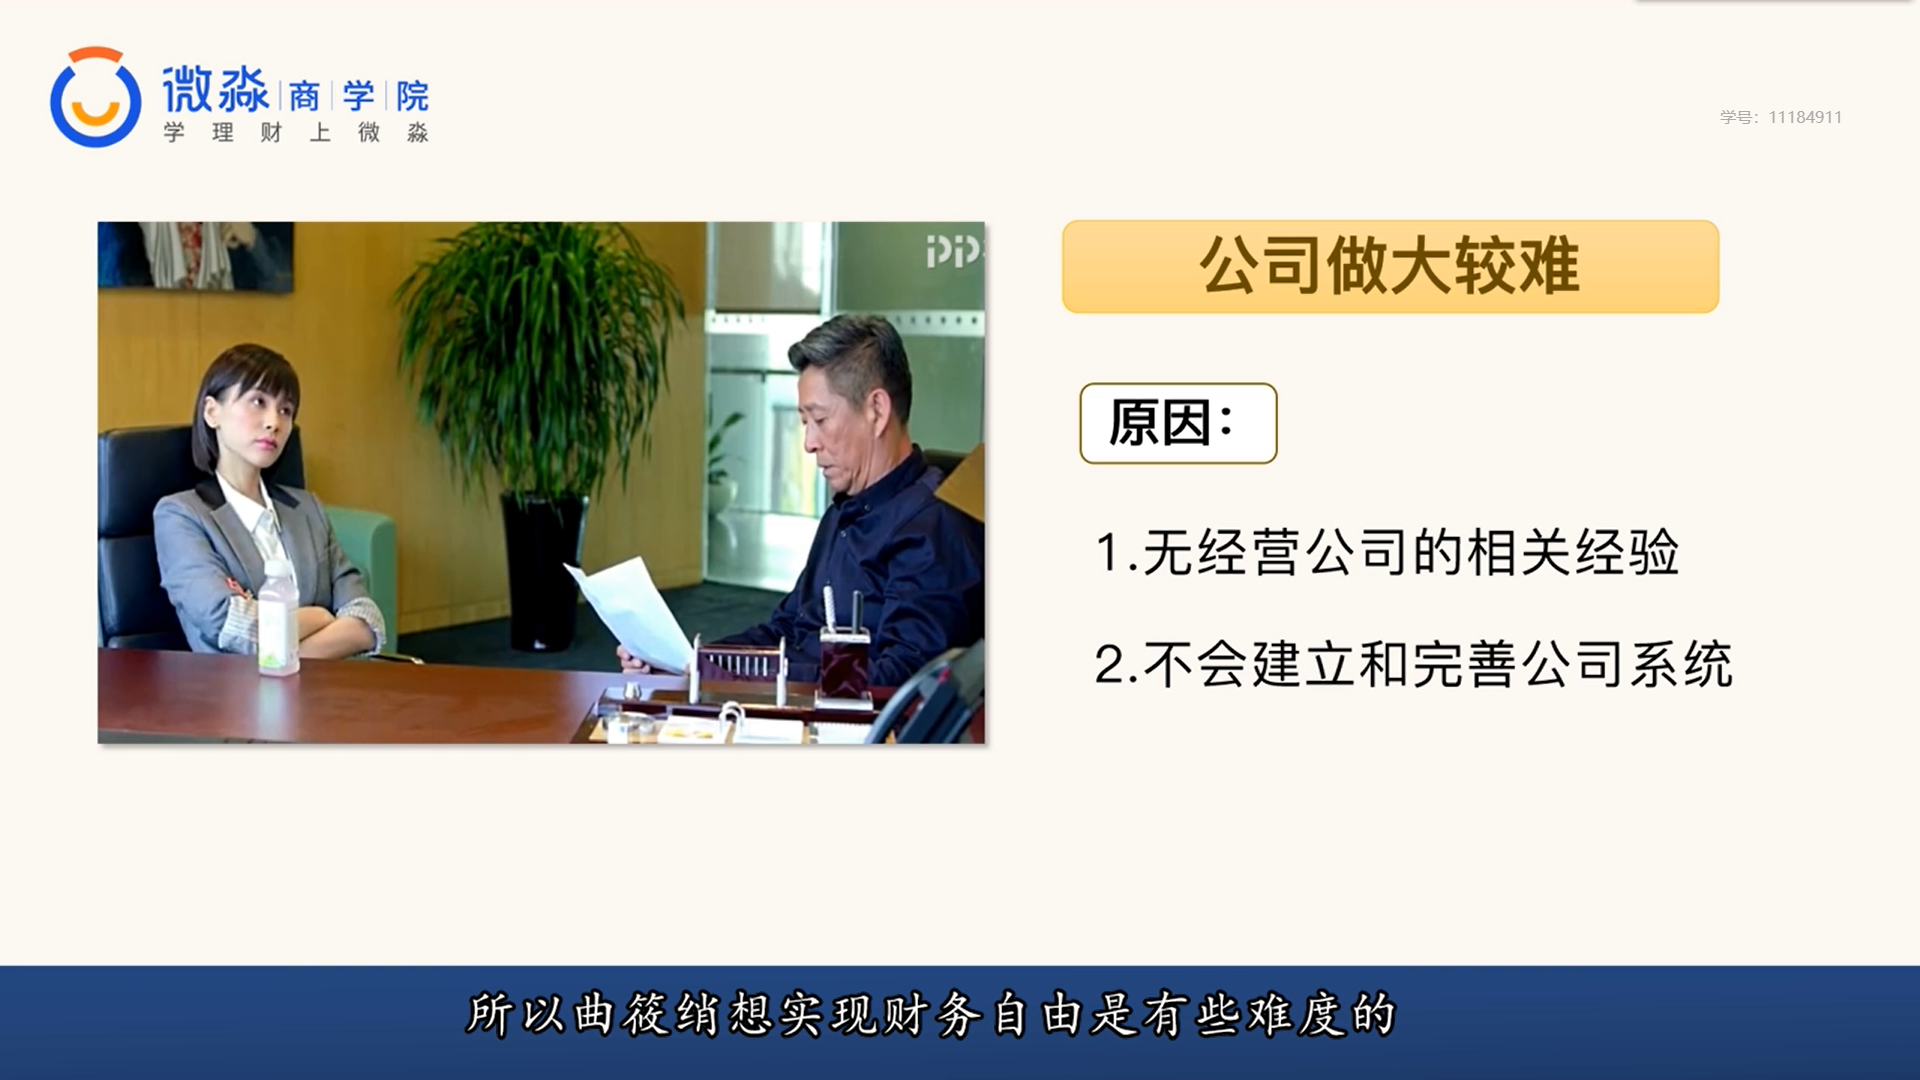 微淼|商|学|院
学理财上微淼
学号：11184911
PP
公司做大较难
原因：
1.无经营公司的相关经验
2.不会建立和完善公司系统
所以曲筱绡想实现财务自由是有些难度的